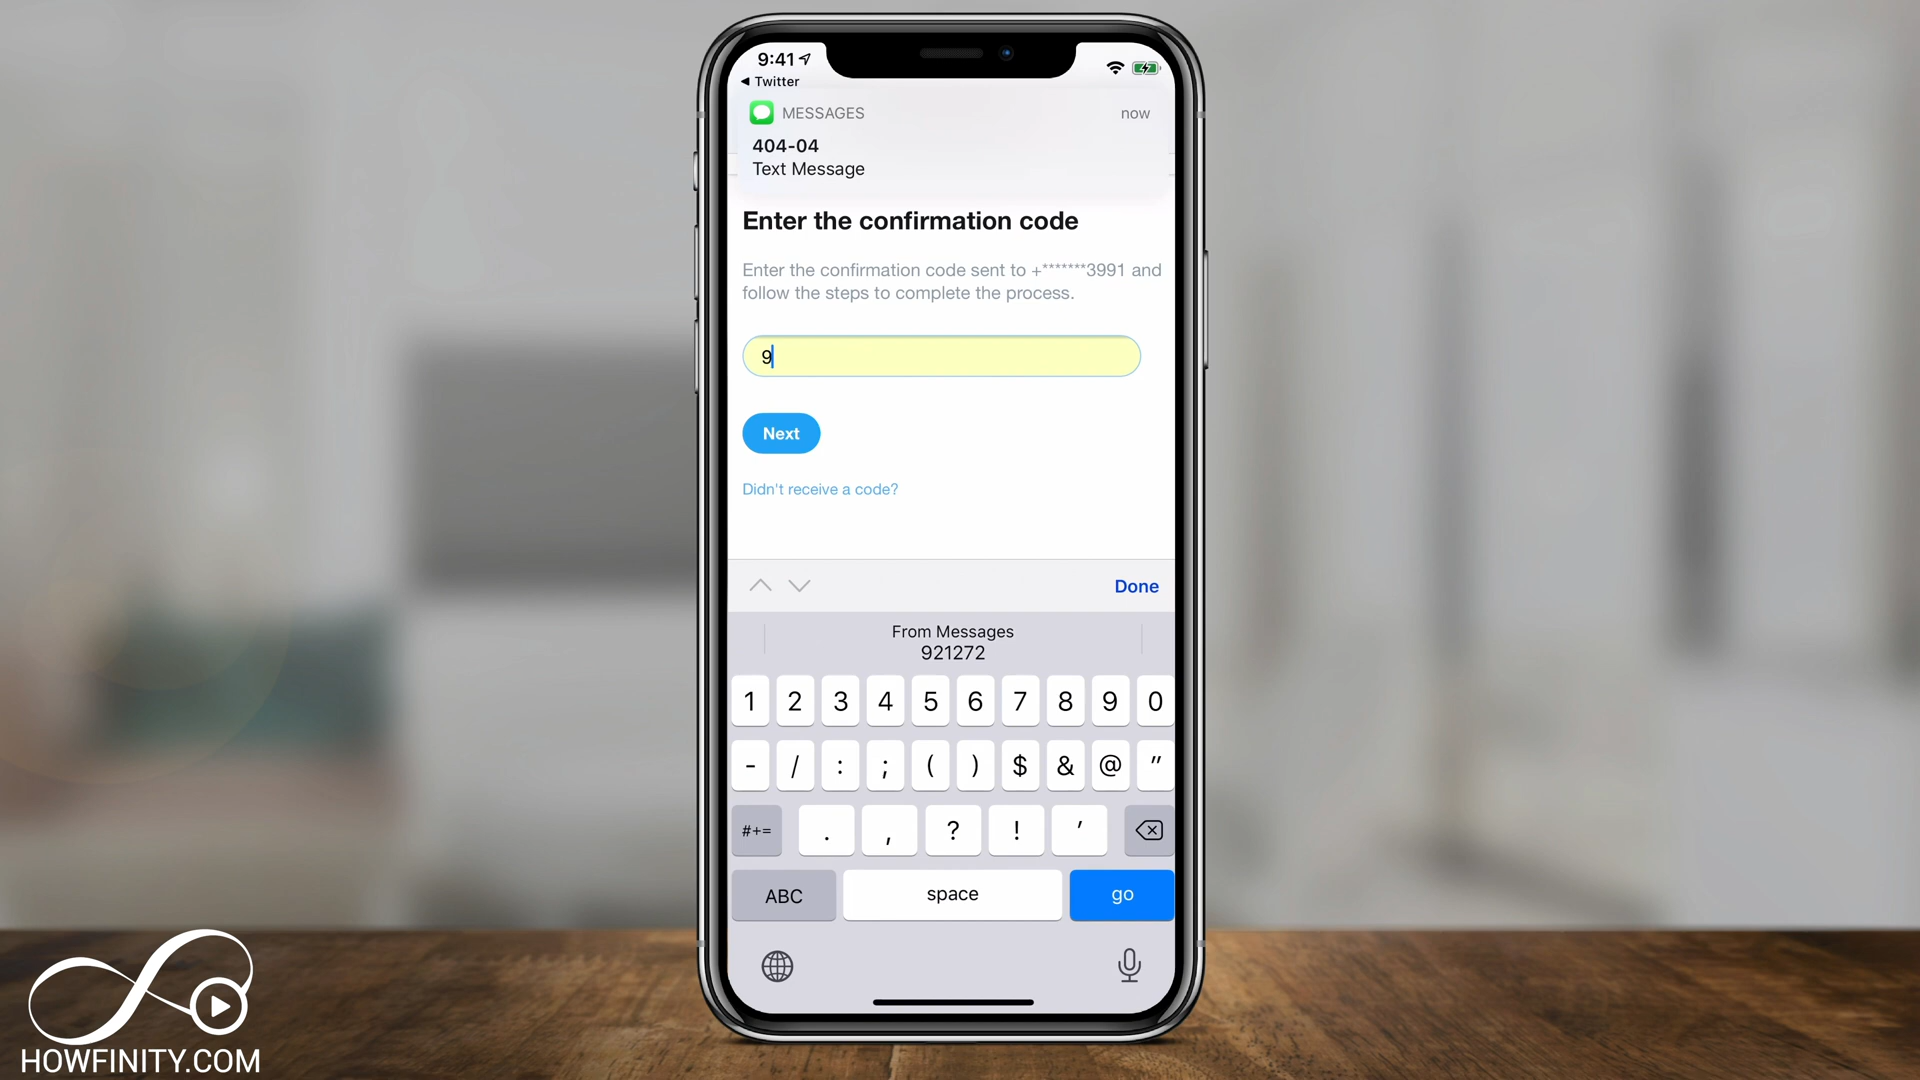 9:41
Twitter
MESSAGES now
404-04
Text Message
Enter the confirmation code
Enter the confirmation code sent to +*******3991 and
follow the steps to complete the process.
9
Next
Didn't receive a code?
Done
From Messages
921272
1 2 3 4 5 6 7 8 9 0
- / : ; ( ) $ & @ "
#+= . , ? ! '
ABC space go
HOWFINITY.COM